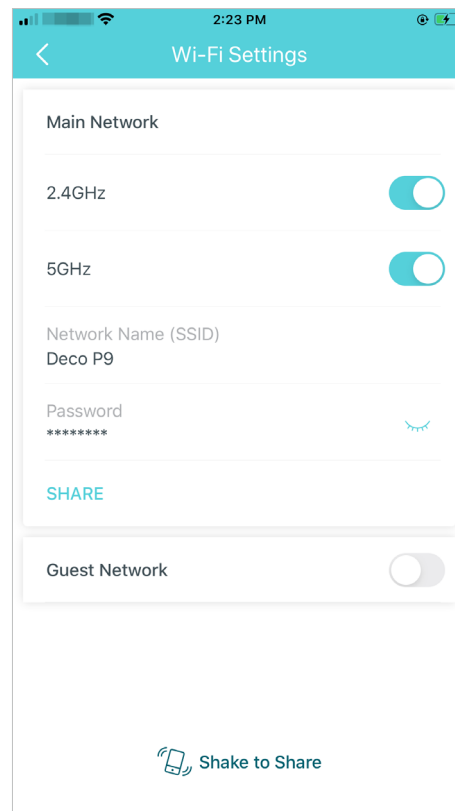 2:23 PM
Wi-Fi Settings
Main Network
2.4GHz
5GHz
Network Name (SSID)
Deco P9
Password
********
SHARE
Guest Network
Shake to Share